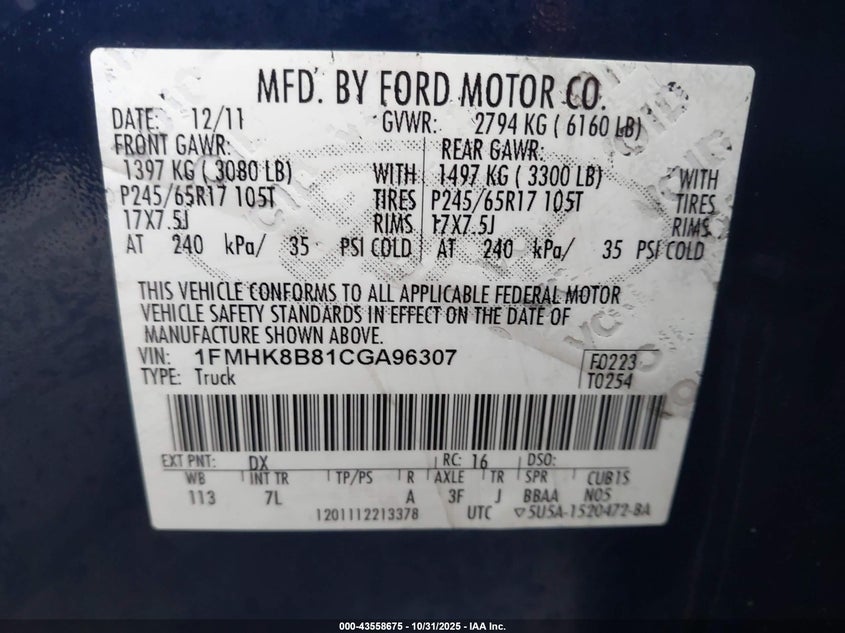 MFD. BY FORD MOTOR CO.
DATE: 12/11 GVWR: 2794 KG ( 6160 LB)
FRONT GAWR: REAR GAWR:
1397 KG ( 3080 LB) WITH 1497 KG ( 3300 LB) WITH
P245/65R17 105T TIRES P245/65R17 105T TIRES
17X7.5J RIMS 17X7.5J RIMS
AT 240 kPa/ 35 PSI COLD AT 240 kPa/ 35 PSI COLD
THIS VEHICLE CONFORMS TO ALL APPLICABLE FEDERAL MOTOR
VEHICLE SAFETY STANDARDS IN EFFECT ON THE DATE OF
MANUFACTURE SHOWN ABOVE.
VIN: 1FMHK8B81CGA96307 F0223
TYPE: Truck T0254
EXT PNT: DX RC: 16 DSO:
WB INT TR TP/PS R AXLE TR SPR CUB1S
113 7L A 3F J BBAA N05
1201112213378 UTC 5U5A-1520472-BA
000-43558675 - 10/31/2025 - IAA Inc.